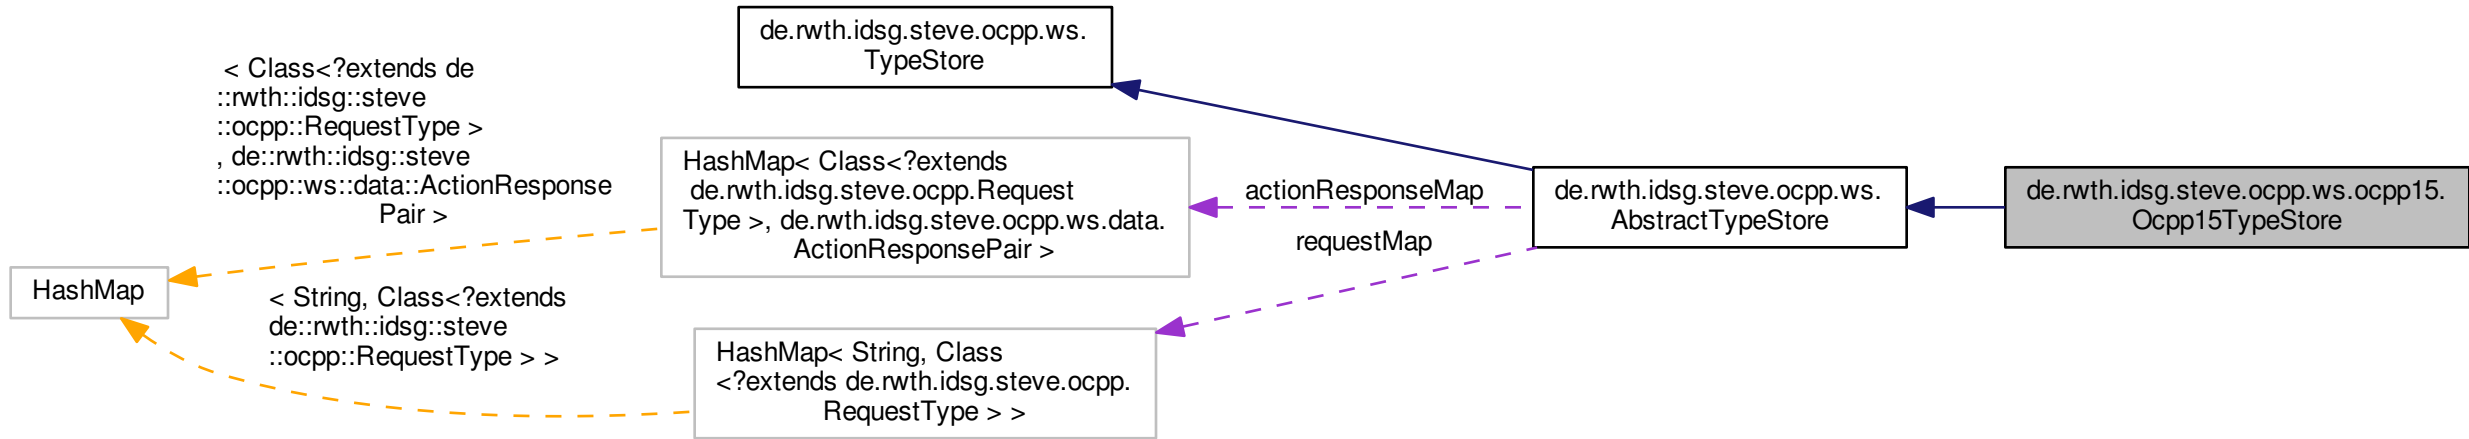 de.rwth.idsg.steve.ocpp.ws.
TypeStore
< Class<?extends de
::rwth::idsg::steve
::ocpp::RequestType >
, de::rwth::idsg::steve
::ocpp::ws::data::ActionResponse
Pair >
HashMap< Class<?extends
de.rwth.idsg.steve.ocpp.Request
Type >, de.rwth.idsg.steve.ocpp.ws.data.
ActionResponsePair >
actionResponseMap
requestMap
de.rwth.idsg.steve.ocpp.ws.
AbstractTypeStore
de.rwth.idsg.steve.ocpp.ws.ocpp15.
Ocpp15TypeStore
HashMap
< String, Class<?extends
de::rwth::idsg::steve
::ocpp::RequestType > >
HashMap< String, Class
<?extends de.rwth.idsg.steve.ocpp.
RequestType > >